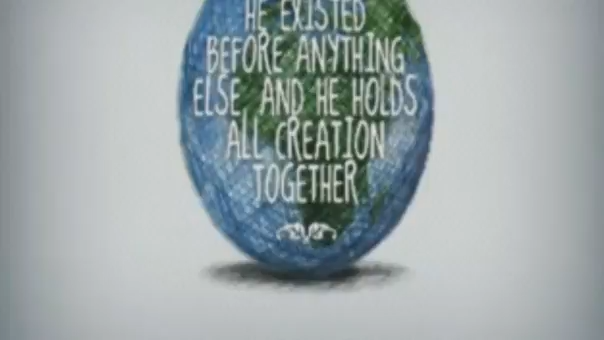 HE EXISTED
BEFORE ANYTHING
ELSE AND HE HOLDS
ALL CREATION
TOGETHER